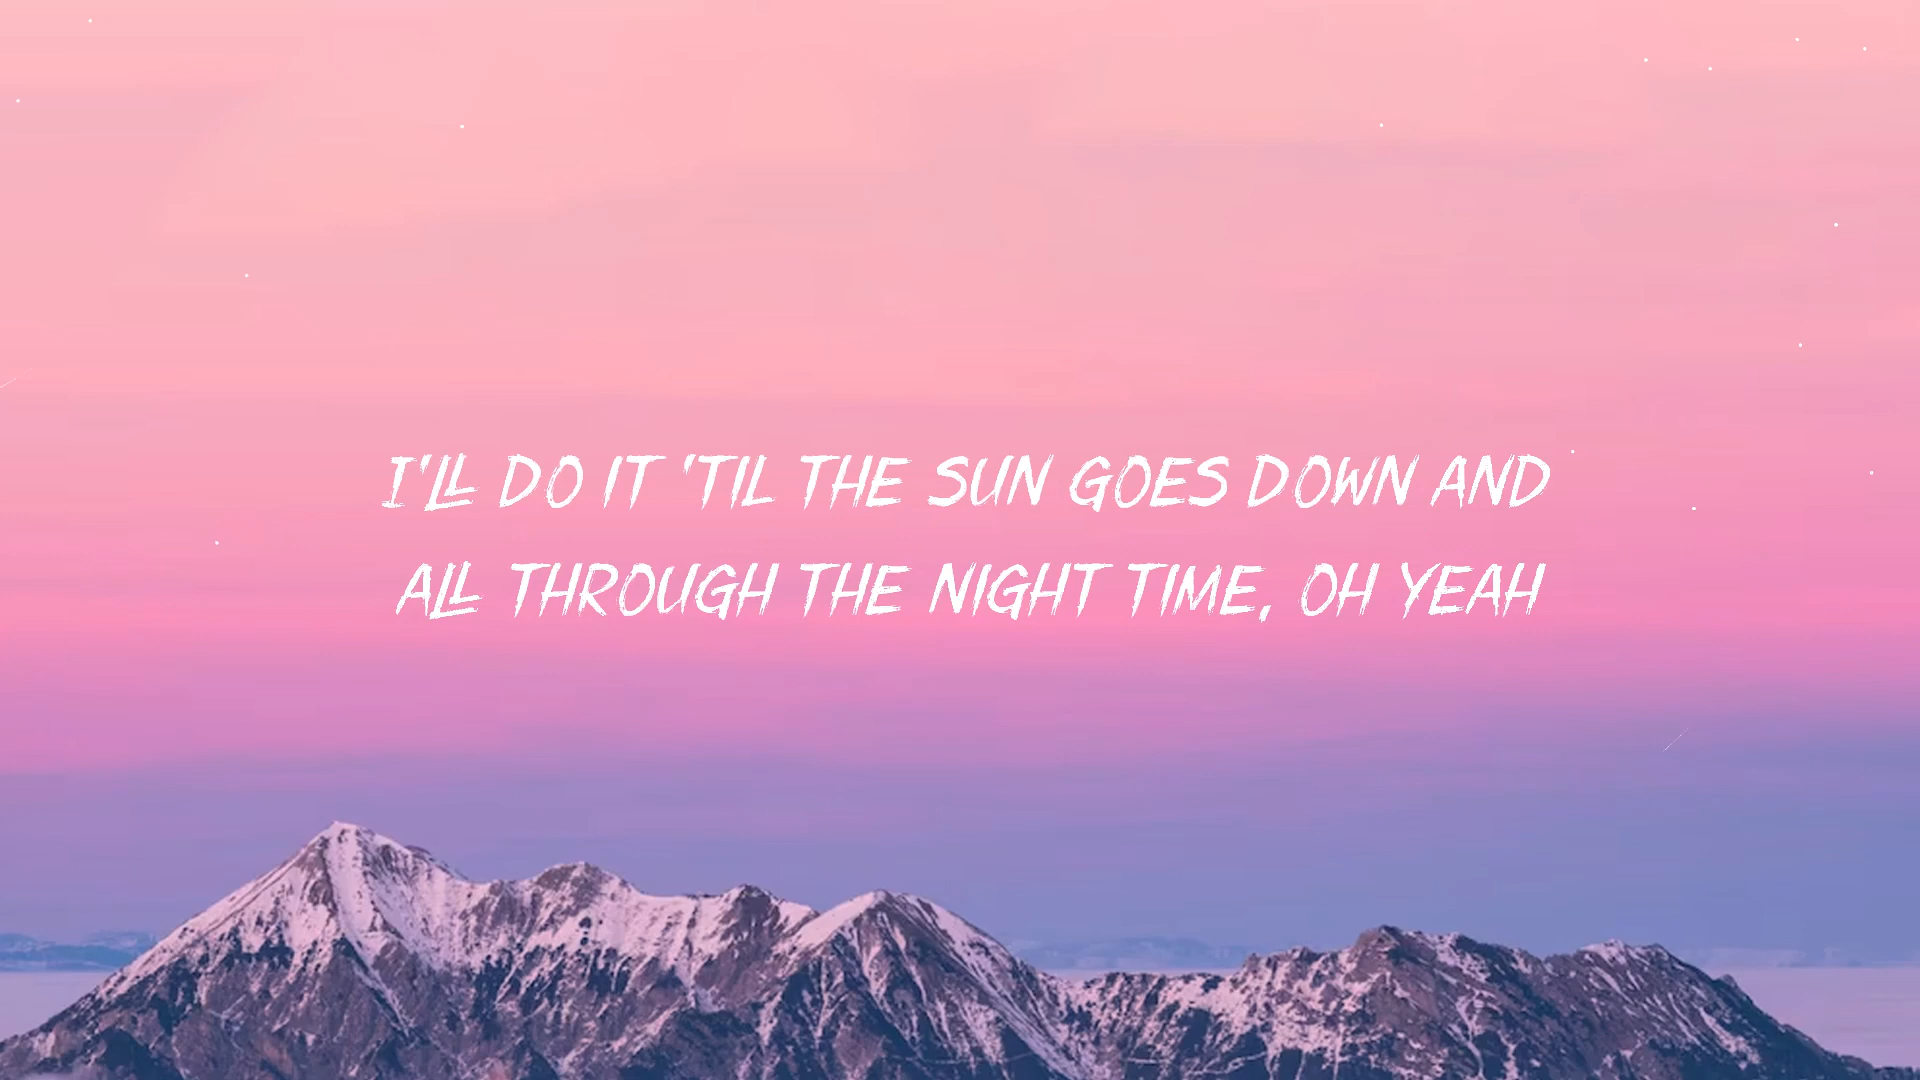 I'LL DO IT 'TIL THE SUN GOES DOWN AND
ALL THROUGH THE NIGHT TIME, OH YEAH